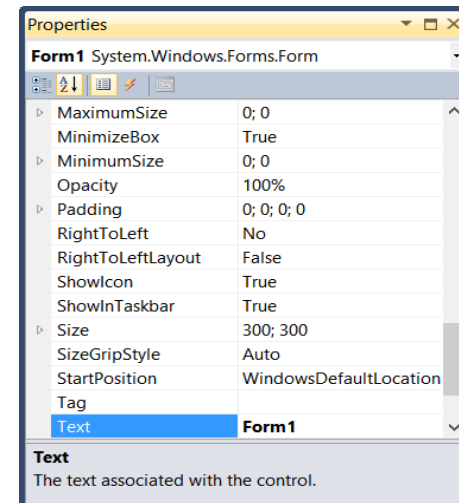 Properties
Form1 System.Windows.Forms.Form
MaximumSize 0; 0
MinimizeBox True
MinimumSize 0; 0
Opacity 100%
Padding 0; 0; 0; 0
RightToLeft No
RightToLeftLayout False
ShowIcon True
ShowInTaskbar True
Size 300; 300
SizeGripStyle Auto
StartPosition WindowsDefaultLocation
Tag
Text Form1
Text
The text associated with the control.